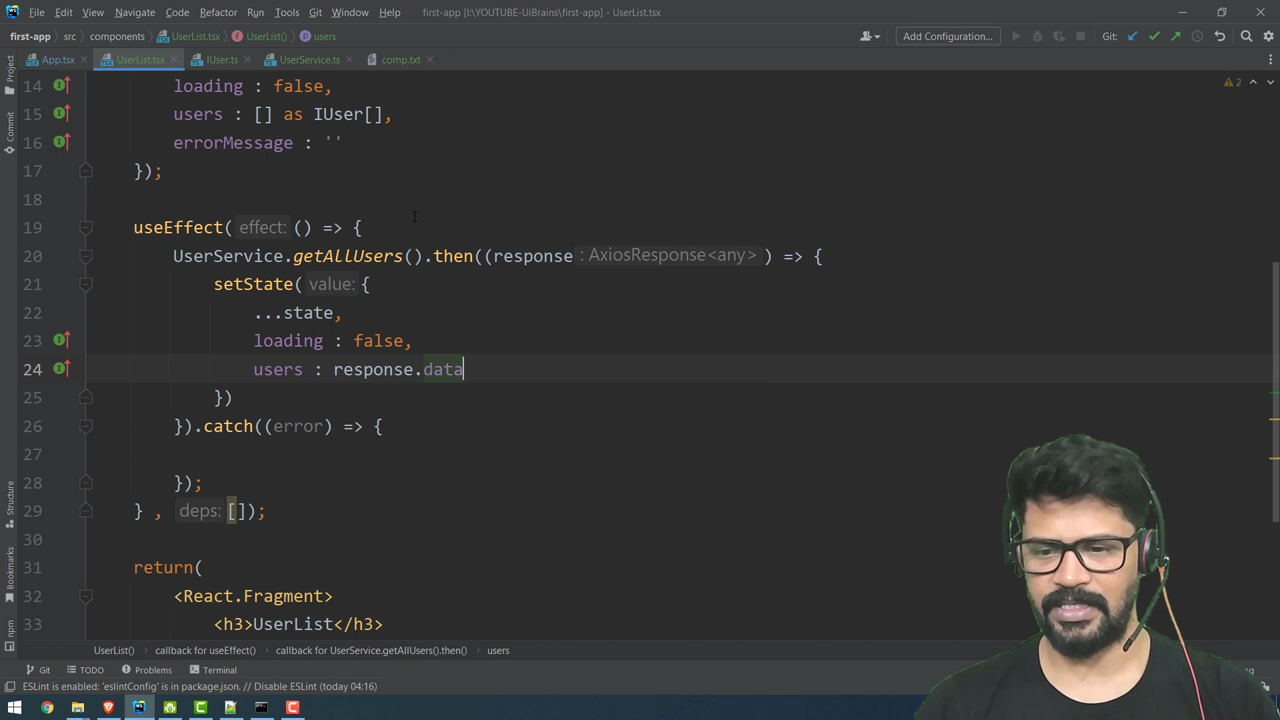 File Edit View Navigate Code Refactor Run Tools Git Window Help first-app [I:\YOUTUBE-UiBrains\first-app] - UserList.tsx
first-app src components UserList.tsx UserList() users Add Configuration... Git:
App.tsx UserList.tsx IUser.ts UserService.ts comp.txt
14 loading : false,
15 users : [] as IUser[],
16 errorMessage : ''
17 });
18
19 useEffect( effect: () => {
20 UserService.getAllUsers().then((response : AxiosResponse<any> ) => {
21 setState( value: {
22 ...state,
23 loading : false,
24 users : response.data
25 })
26 }).catch((error) => {
27
28 });
29 } , deps: []);
30
31 return(
32 <React.Fragment>
33 <h3>UserList</h3>
2
Project
Commit
Structure
Bookmarks
npm
UserList() callback for useEffect() callback for UserService.getAllUsers().then() users
Git TODO Problems Terminal
ESLint is enabled: 'eslintConfig' is in package.json. // Disable ESLint (today 04:16)